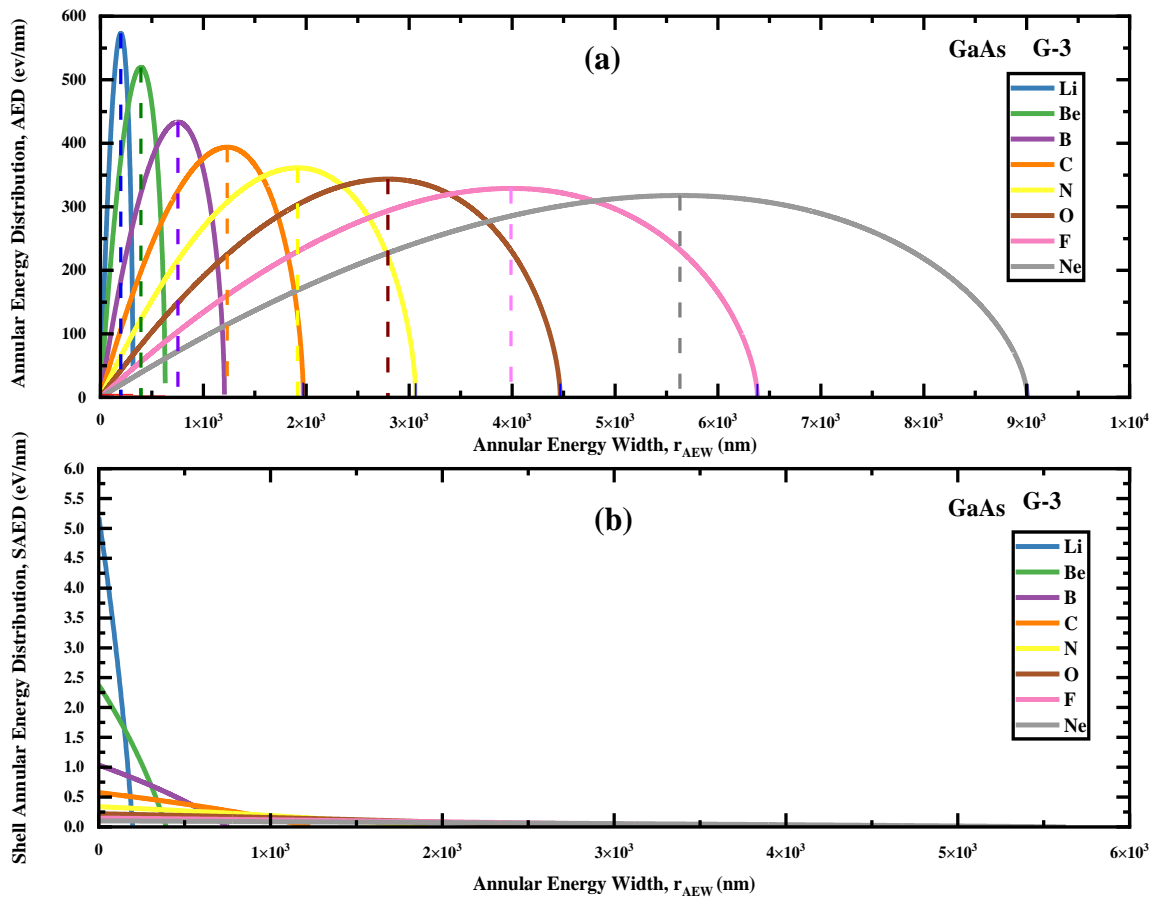 Annular Energy Distribution, AED (ev/nm)
600
500
400
300
200
100
0
(a)
GaAs G-3
Li
Be
B
C
N
O
F
Ne
0 1×10³ 2×10³ 3×10³ 4×10³ 5×10³ 6×10³ 7×10³ 8×10³ 9×10³ 1×10⁴
Annular Energy Width, r_AEW (nm)
Shell Annular Energy Distribution, SAED (eV/nm)
6.0
5.5
5.0
4.5
4.0
3.5
3.0
2.5
2.0
1.5
1.0
0.5
0.0
(b)
GaAs G-3
Li
Be
B
C
N
O
F
Ne
0 1×10³ 2×10³ 3×10³ 4×10³ 5×10³ 6×10³
Annular Energy Width, r_AEW (nm)